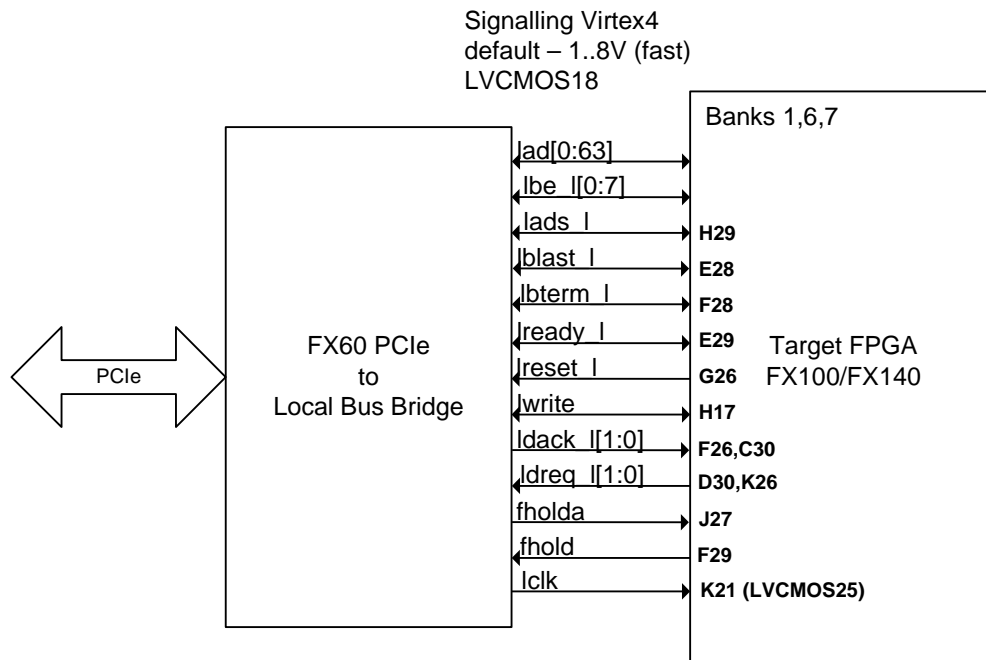 Signalling Virtex4
default – 1..8V (fast)
LVCMOS18
Banks 1,6,7
lad[0:63]
lbe_l[0:7]
lads_l
H29
lblast_l
E28
lbterm_l
F28
lready_l
E29
lreset_l
G26
lwrite
H17
ldack_l[1:0]
F26,C30
ldreq_l[1:0]
D30,K26
fholda
J27
fhold
F29
lclk
K21 (LVCMOS25)
PCIe
FX60 PCIe
to
Local Bus Bridge
Target FPGA
FX100/FX140